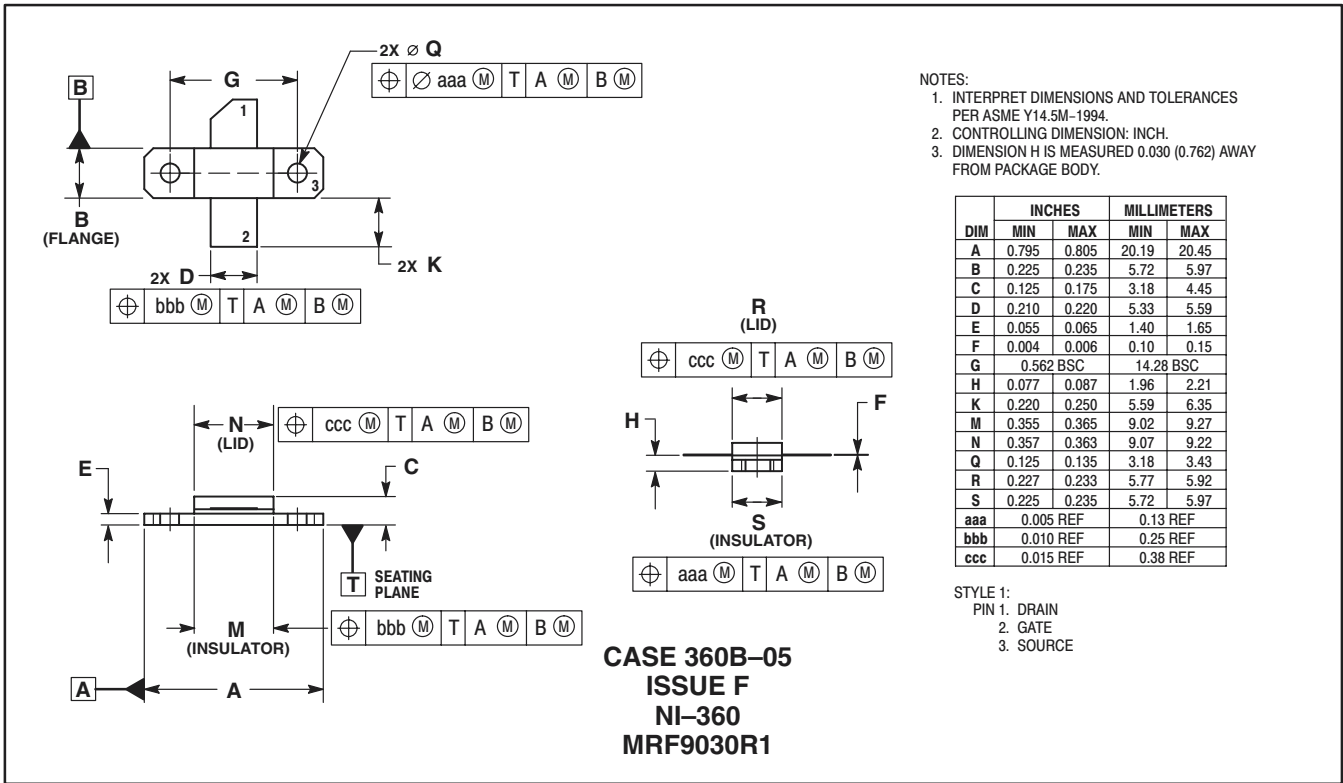 2X ⌀ Q
⌖ ⌀ aaa Ⓜ T A Ⓜ B Ⓜ
G
B
1
3
B
(FLANGE)
2
2X K
2X D
⌖ bbb Ⓜ T A Ⓜ B Ⓜ
N
(LID)
⌖ ccc Ⓜ T A Ⓜ B Ⓜ
E
C
T SEATING
PLANE
M
(INSULATOR)
⌖ bbb Ⓜ T A Ⓜ B Ⓜ
A
A
R
(LID)
⌖ ccc Ⓜ T A Ⓜ B Ⓜ
H
F
S
(INSULATOR)
⌖ aaa Ⓜ T A Ⓜ B Ⓜ
CASE 360B–05
ISSUE F
NI–360
MRF9030R1
NOTES:
1. INTERPRET DIMENSIONS AND TOLERANCES
PER ASME Y14.5M–1994.
2. CONTROLLING DIMENSION: INCH.
3. DIMENSION H IS MEASURED 0.030 (0.762) AWAY
FROM PACKAGE BODY.
INCHES MILLIMETERS
DIM MIN MAX MIN MAX
A 0.795 0.805 20.19 20.45
B 0.225 0.235 5.72 5.97
C 0.125 0.175 3.18 4.45
D 0.210 0.220 5.33 5.59
E 0.055 0.065 1.40 1.65
F 0.004 0.006 0.10 0.15
G 0.562 BSC 14.28 BSC
H 0.077 0.087 1.96 2.21
K 0.220 0.250 5.59 6.35
M 0.355 0.365 9.02 9.27
N 0.357 0.363 9.07 9.22
Q 0.125 0.135 3.18 3.43
R 0.227 0.233 5.77 5.92
S 0.225 0.235 5.72 5.97
aaa 0.005 REF 0.13 REF
bbb 0.010 REF 0.25 REF
ccc 0.015 REF 0.38 REF
STYLE 1:
PIN 1. DRAIN
2. GATE
3. SOURCE